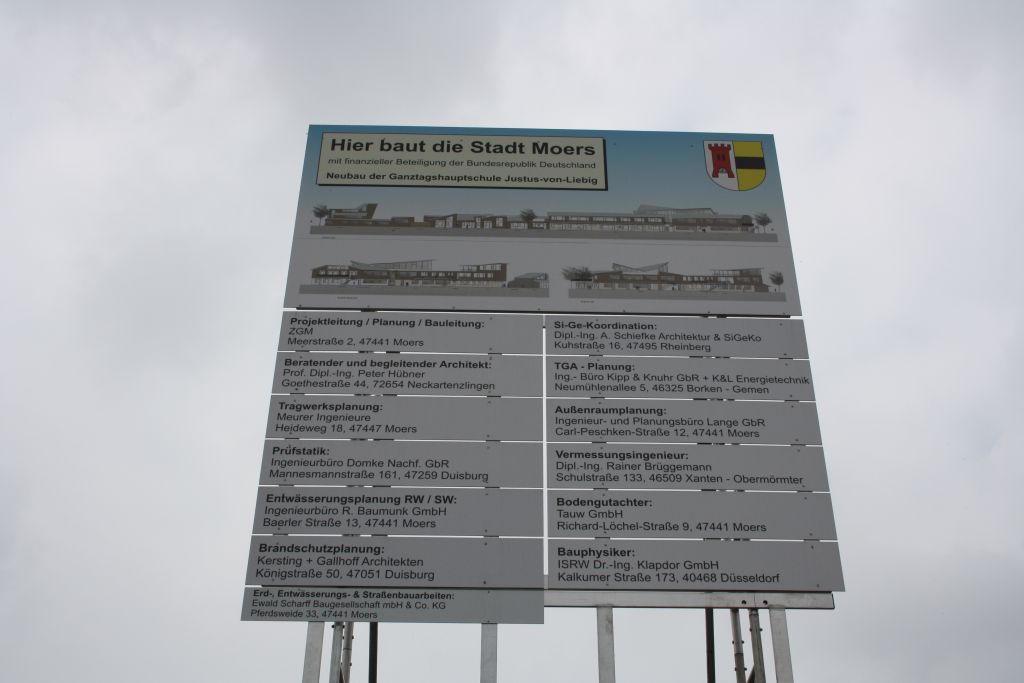 Hier baut die Stadt Moers
mit finanzieller Beteiligung der Bundesrepublik Deutschland
Neubau der Ganztagshauptschule Justus-von-Liebig
Projektleitung / Planung / Bauleitung:
ZGM
Meerstraße 2, 47441 Moers
Beratender und begleitender Architekt:
Prof. Dipl.-Ing. Peter Hübner
Goethestraße 44, 72654 Neckartenzlingen
Tragwerksplanung:
Meurer Ingenieure
Heideweg 18, 47447 Moers
Prüfstatik:
Ingenieurbüro Domke Nachf. GbR
Mannesmannstraße 161, 47259 Duisburg
Entwässerungsplanung RW / SW:
Ingenieurbüro R. Baumunk GmbH
Baerler Straße 13, 47441 Moers
Brandschutzplanung:
Kersting + Gallhoff Architekten
Königstraße 50, 47051 Duisburg
Erd-, Entwässerungs- & Straßenbauarbeiten:
Ewald Scharff Baugesellschaft mbH & Co. KG
Pferdsweide 33, 47441 Moers
Si-Ge-Koordination:
Dipl.-Ing. A. Schiefke Architektur & SiGeKo
Kuhstraße 16, 47495 Rheinberg
TGA - Planung:
Ing.- Büro Kipp & Knuhr GbR + K&L Energietechnik
Neumühlenallee 5, 46325 Borken - Gemen
Außenraumplanung:
Ingenieur- und Planungsbüro Lange GbR
Carl-Peschken-Straße 12, 47441 Moers
Vermessungsingenieur:
Dipl.-Ing. Rainer Brüggemann
Schulstraße 133, 46509 Xanten - Obermörmter
Bodengutachter:
Tauw GmbH
Richard-Löchel-Straße 9, 47441 Moers
Bauphysiker:
ISRW Dr.-Ing. Klapdor GmbH
Kalkumer Straße 173, 40468 Düsseldorf